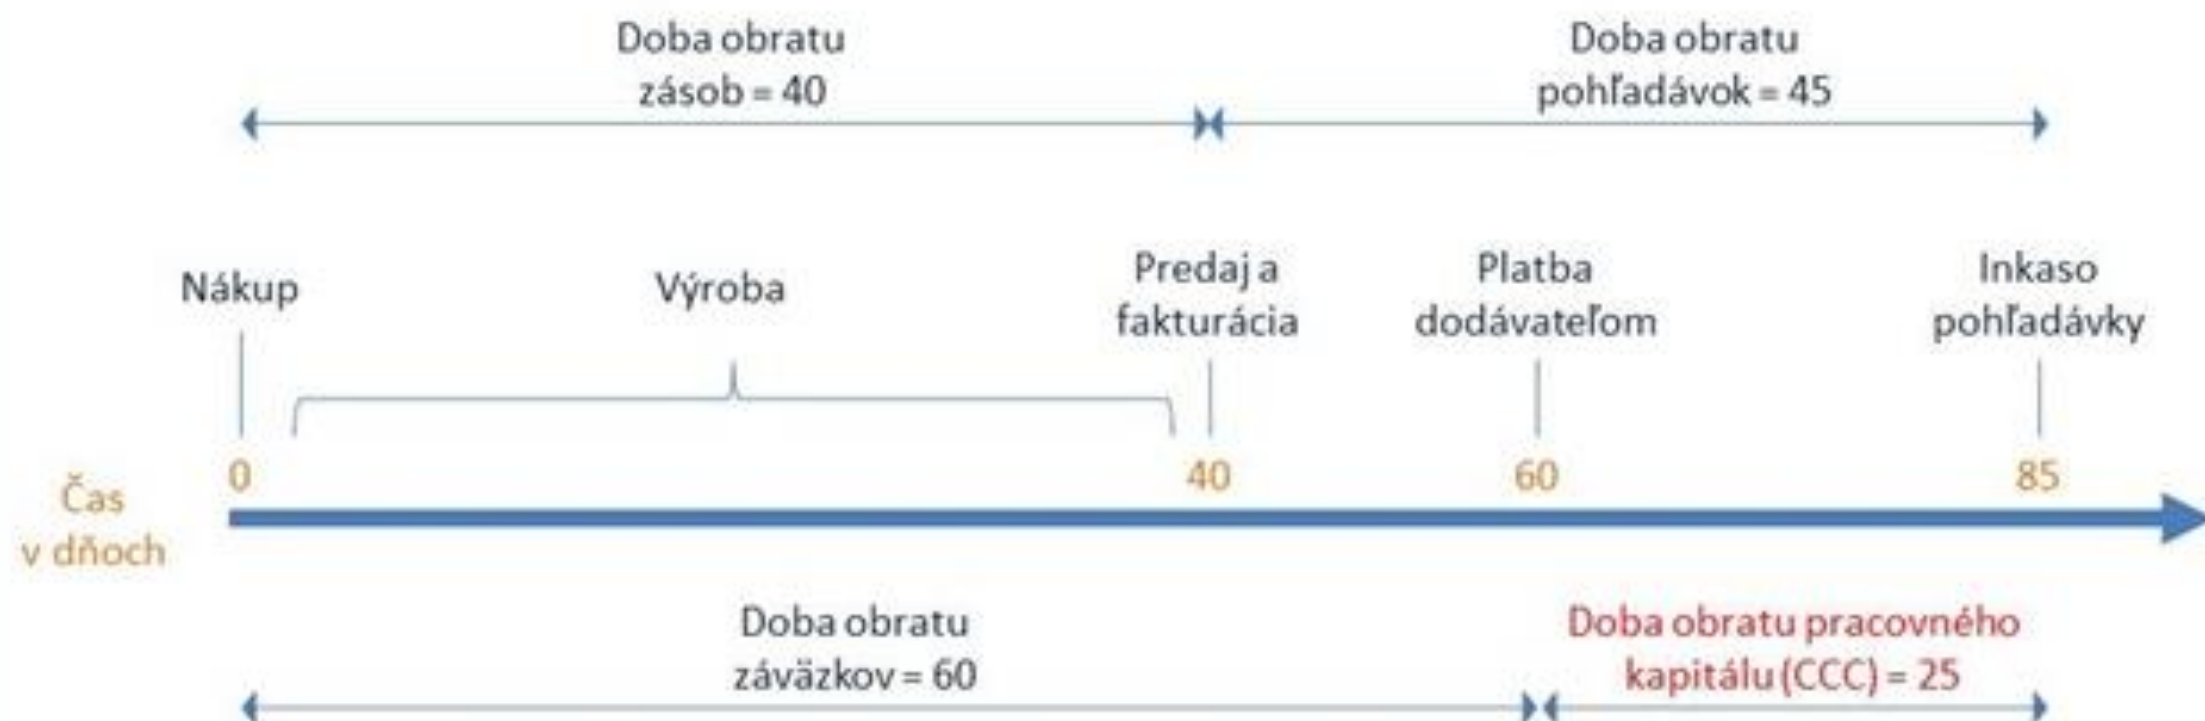 Doba obratu
zásob = 40
Doba obratu
pohľadávok = 45
Nákup
Výroba
Predaj a
fakturácia
Platba
dodávateľom
Inkaso
pohľadávky
0
40
60
85
Čas
v dňoch
Doba obratu
záväzkov = 60
Doba obratu pracovného
kapitálu (CCC) = 25